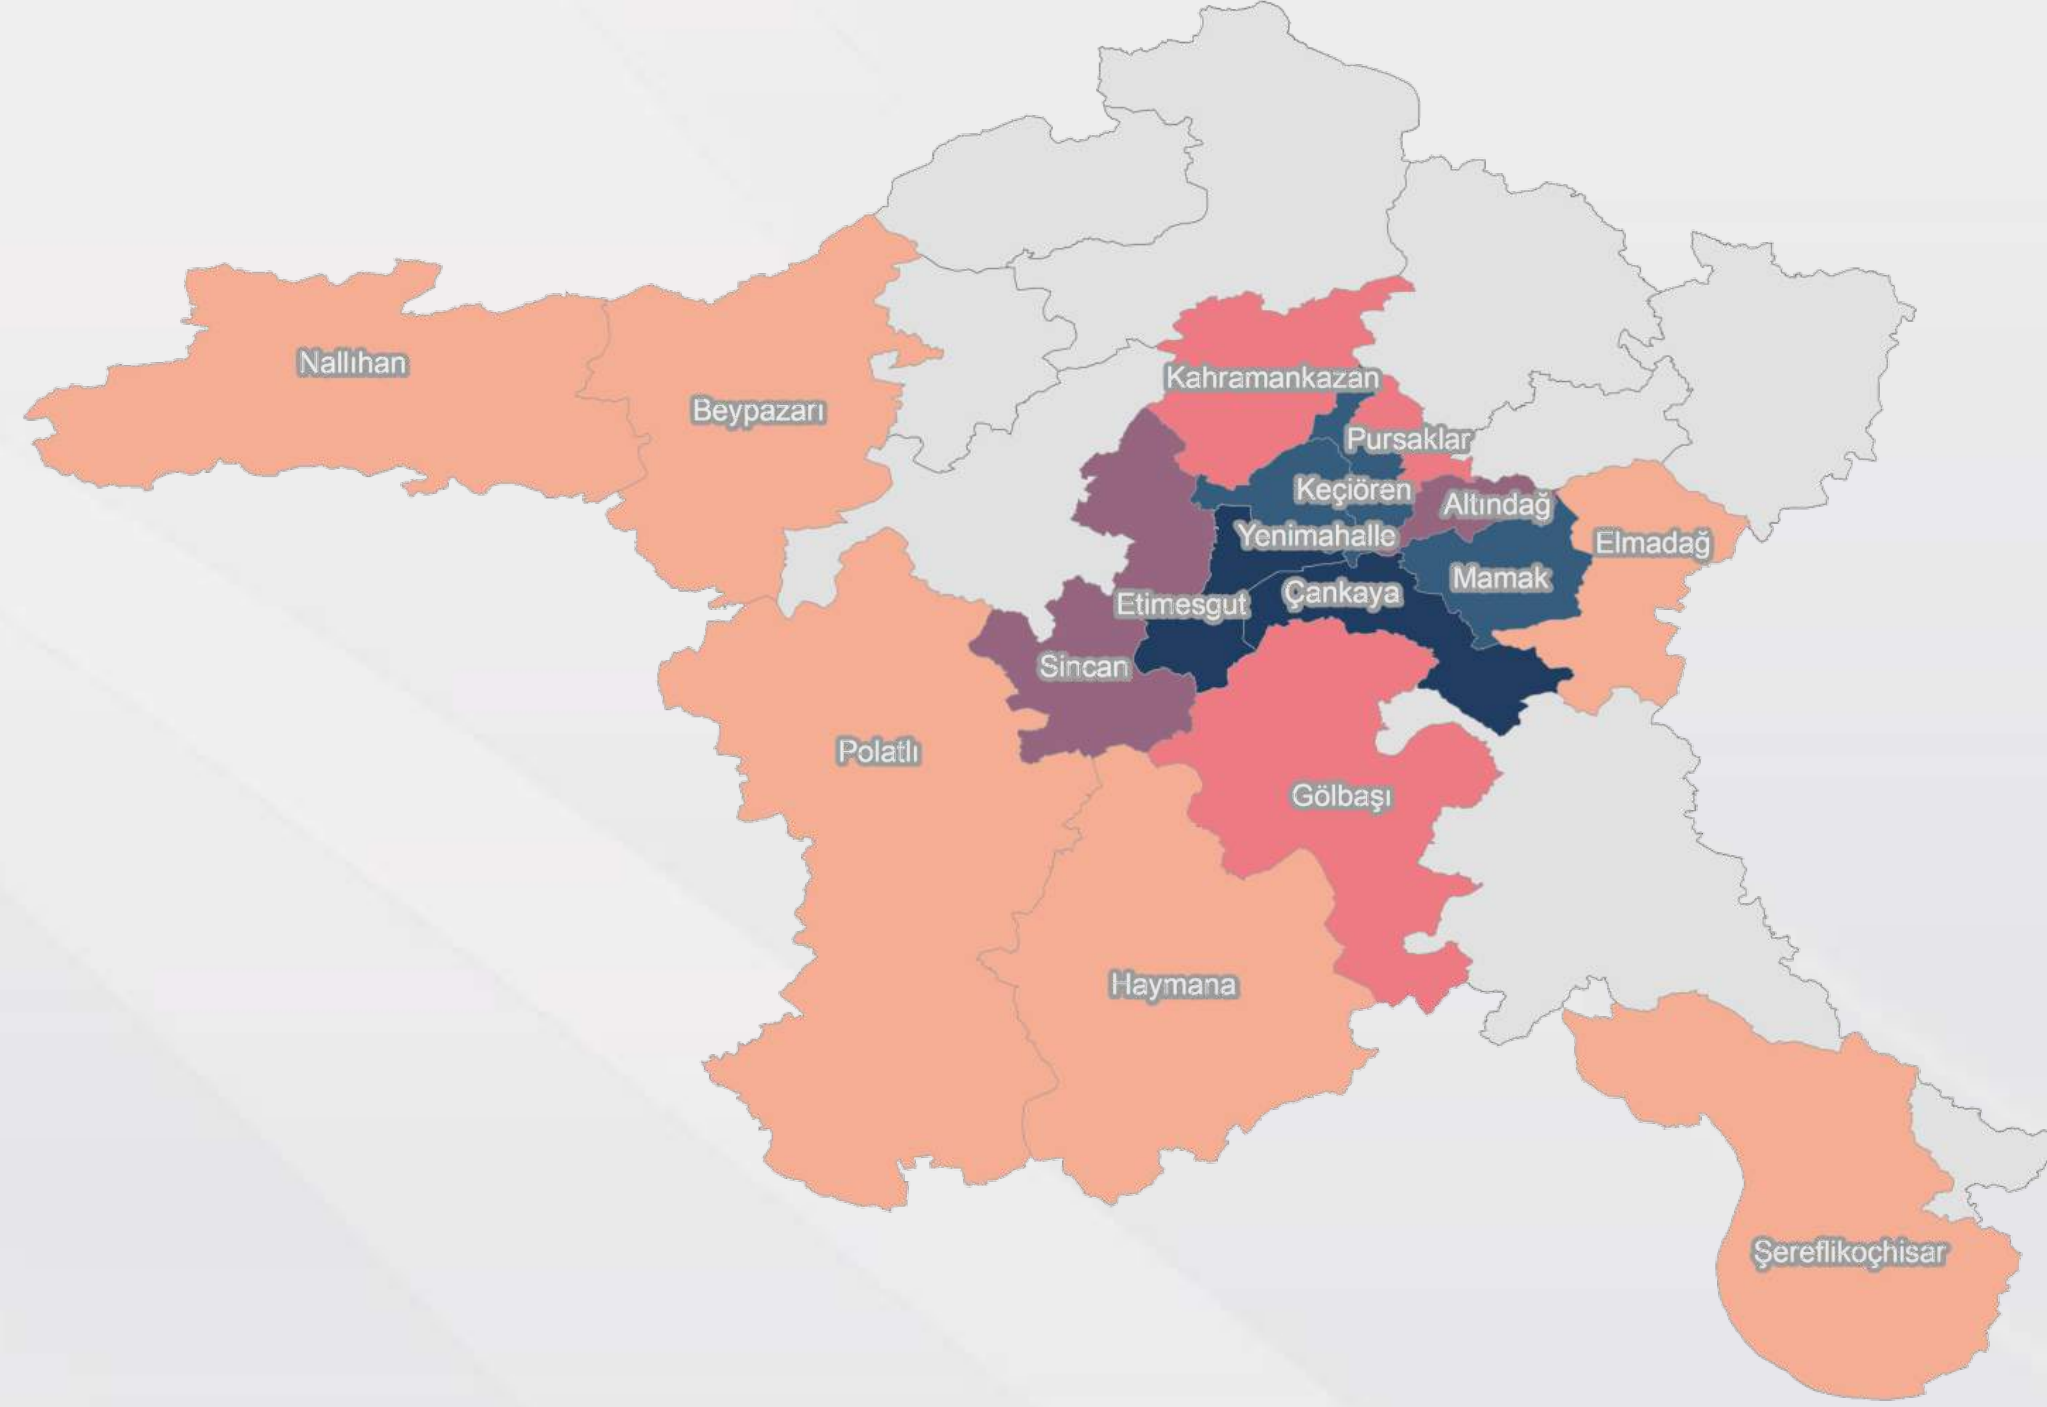 Nallıhan
Kahramankazan
Beypazarı
Pursaklar
Keçiören
Altındağ
Yenimahalle
Elmadağ
Mamak
Çankaya
Etimesgut
Sincan
Polatlı
Gölbaşı
Haymana
Şereflikoçhisar